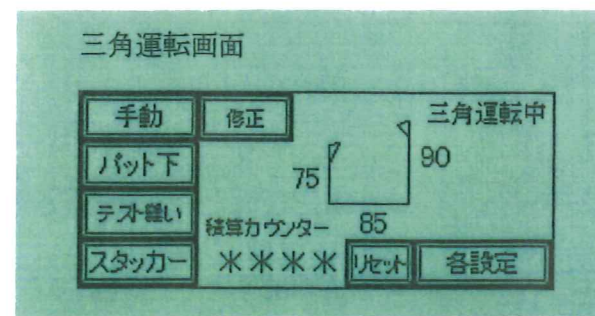 三角運転画面
手動
修正
三角運転中
パット下
75
90
テスト縫い
積算カウンター
85
スタッカー
＊＊＊＊
リセット
各設定